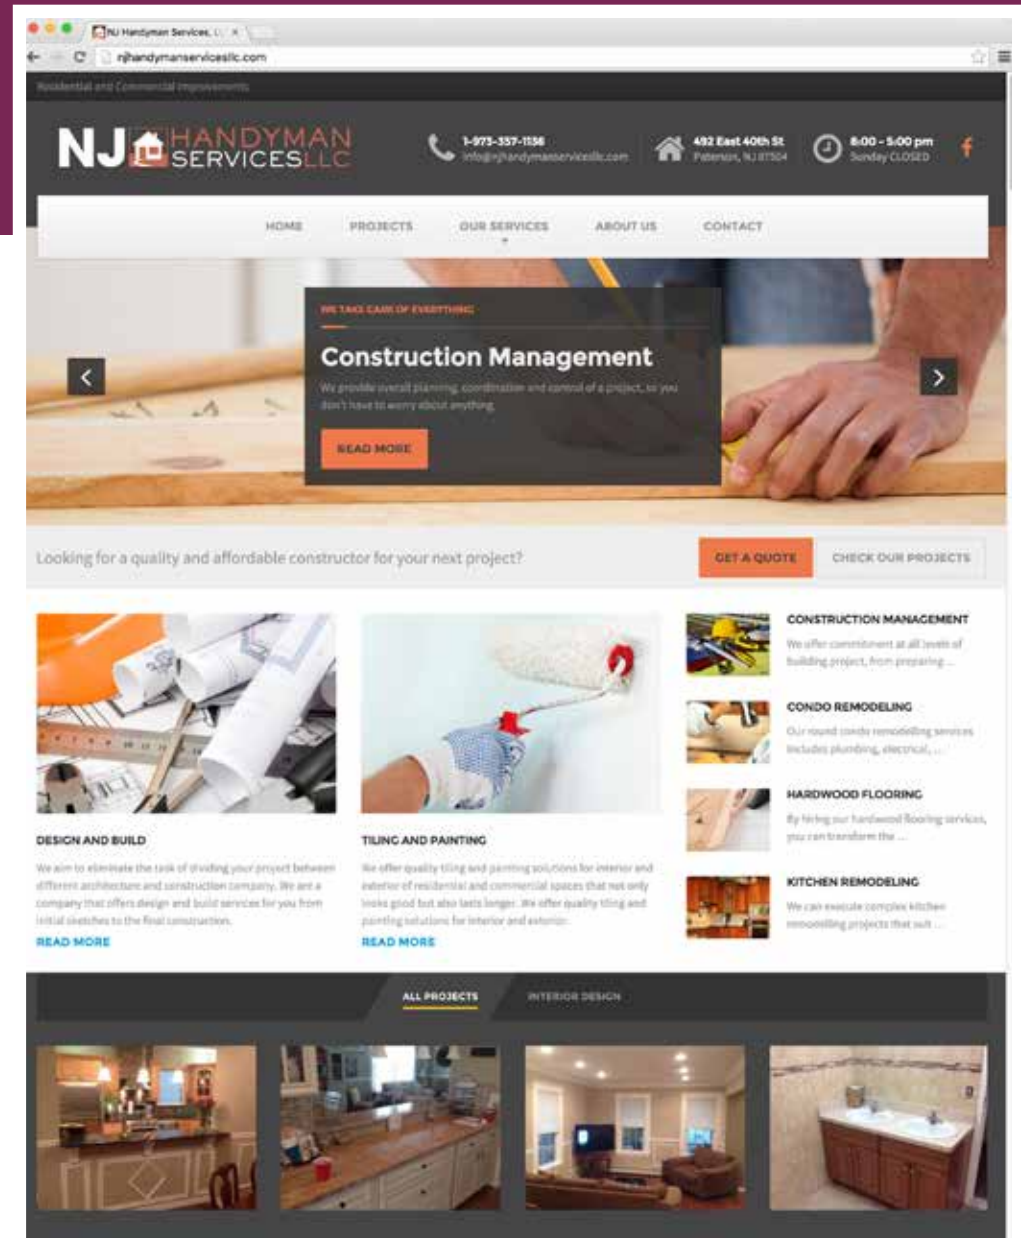 NJ Handyman Services, L
njhandymanservicesllc.com
Residential and Commercial Improvements
NJ HANDYMAN
SERVICESLLC
1-973-357-1136
info@njhandymanservicesllc.com
492 East 40th St
Paterson, NJ 07504
8:00 - 5:00 pm
Sunday CLOSED
HOME PROJECTS OUR SERVICES ABOUT US CONTACT
WE TAKE CARE OF EVERYTHING
Construction Management
We provide overall planning, coordination and control of a project, so you
don't have to worry about anything.
READ MORE
Looking for a quality and affordable constructor for your next project?
GET A QUOTE
CHECK OUR PROJECTS
DESIGN AND BUILD
We aim to eliminate the task of dividing your project between
different architecture and construction company. We are a
company that offers design and build services for you from
initial sketches to the final construction.
READ MORE
TILING AND PAINTING
We offer quality tiling and painting solutions for interior and
exterior of residential and commercial spaces that not only
looks good but also lasts longer. We offer quality tiling and
painting solutions for interior and exterior.
READ MORE
CONSTRUCTION MANAGEMENT
We offer commitment at all levels of
building project, from preparing ...
CONDO REMODELING
Our round condo remodelling services
includes plumbing, electrical, ...
HARDWOOD FLOORING
By hiring our hardwood flooring services,
you can transform the ...
KITCHEN REMODELING
We can execute complex kitchen
remodelling projects that suit ...
ALL PROJECTS INTERIOR DESIGN